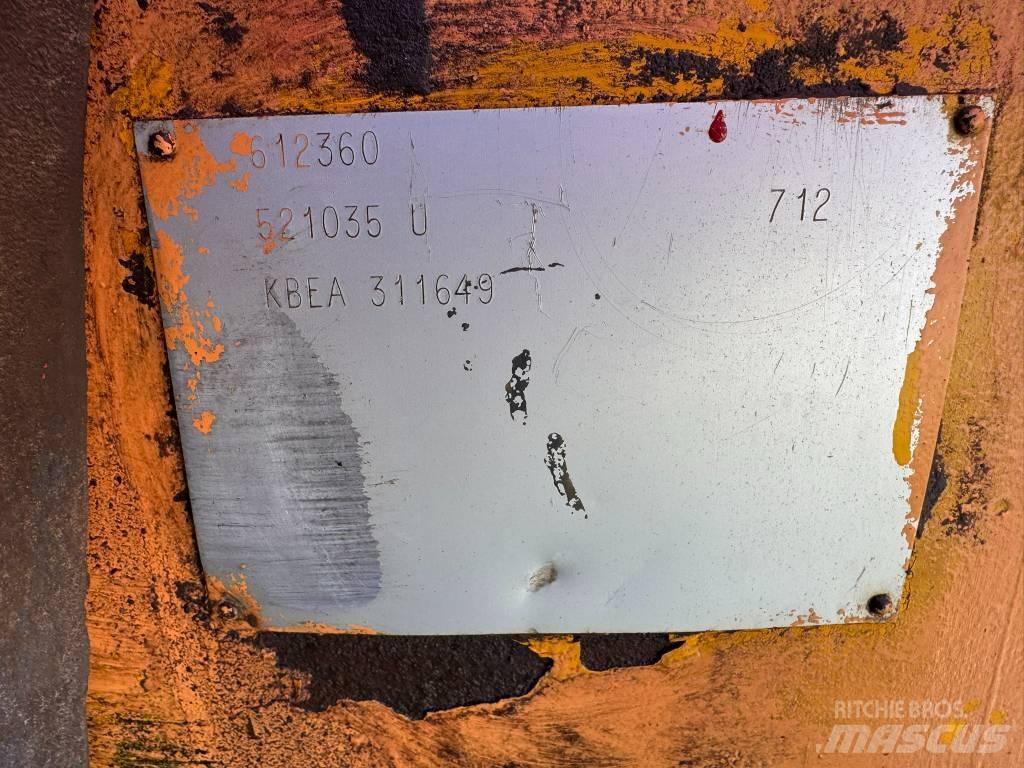 612360
521035 U 712
KBEA 311649
RITCHIE BROS.
MASCUS